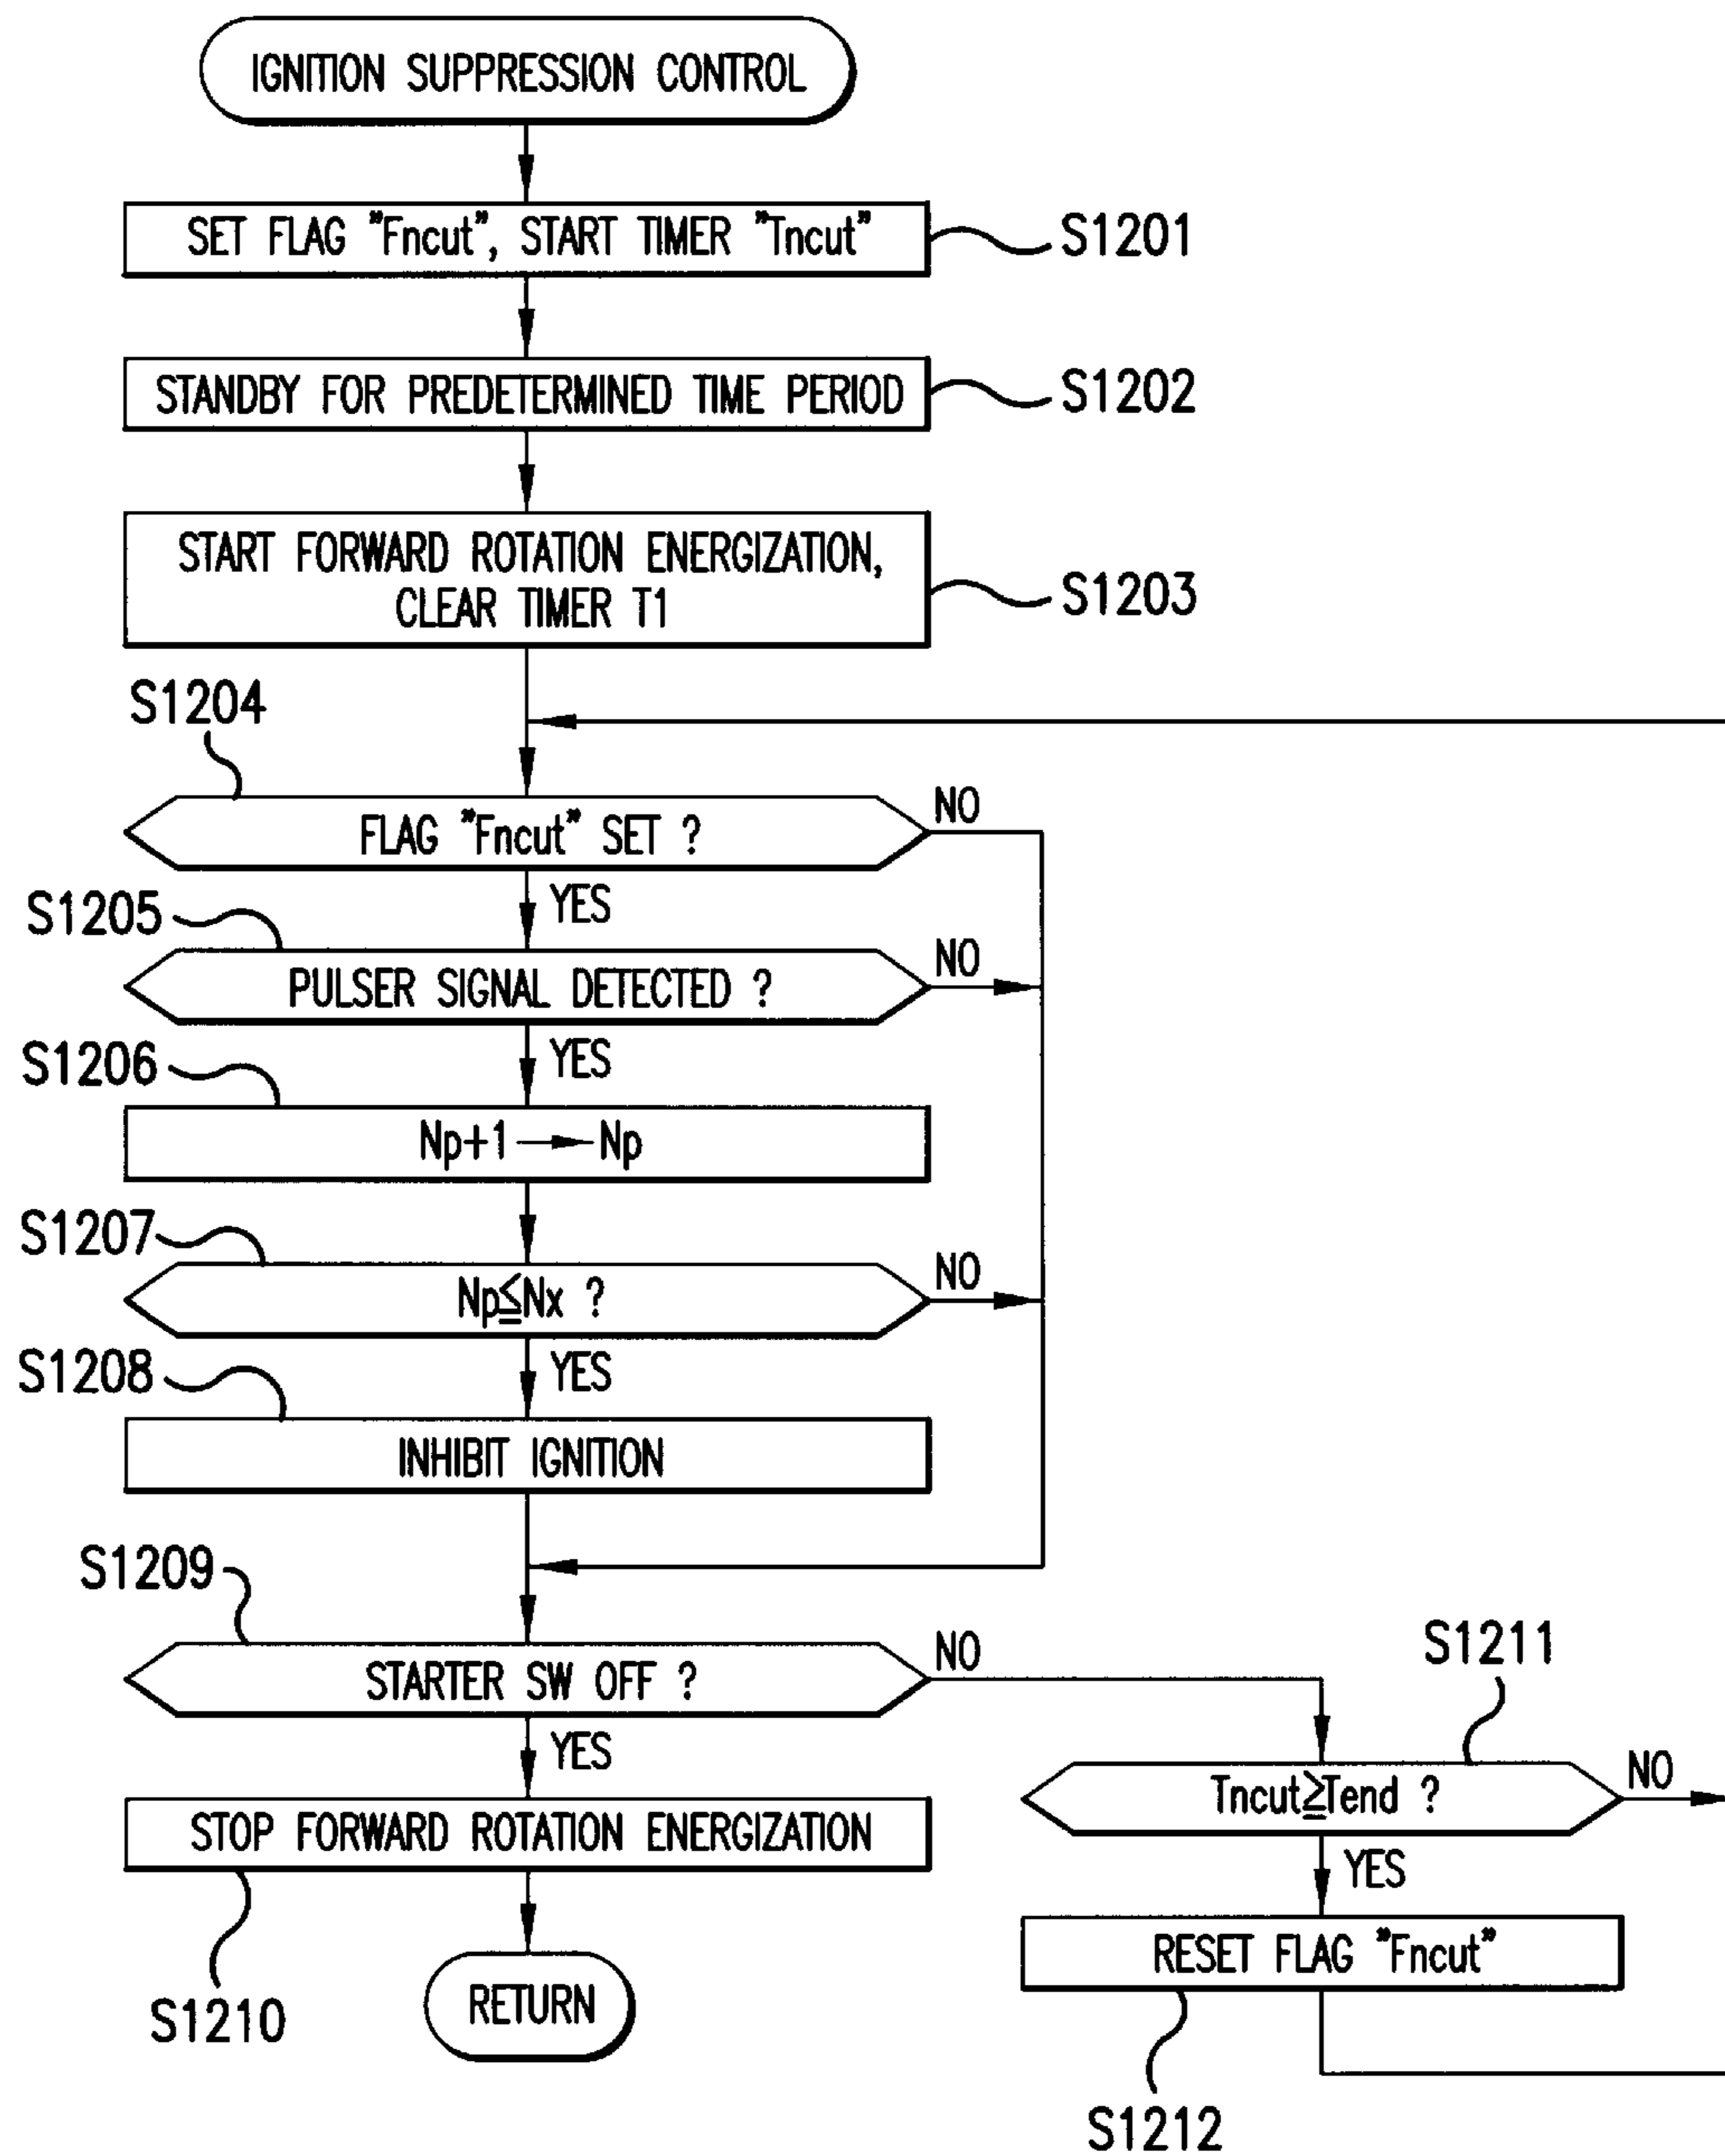 IGNITION SUPPRESSION CONTROL
SET FLAG "Fncut", START TIMER "Tncut"
S1201
STANDBY FOR PREDETERMINED TIME PERIOD
S1202
START FORWARD ROTATION ENERGIZATION,
CLEAR TIMER T1
S1203
S1204
FLAG "Fncut" SET ?
NO
YES
S1205
PULSER SIGNAL DETECTED ?
NO
YES
S1206
Np+1 → Np
S1207
Np≦Nx ?
NO
YES
S1208
INHIBIT IGNITION
S1209
STARTER SW OFF ?
NO
YES
S1211
Tncut≧Tend ?
NO
YES
STOP FORWARD ROTATION ENERGIZATION
S1210
RESET FLAG "Fncut"
S1212
RETURN